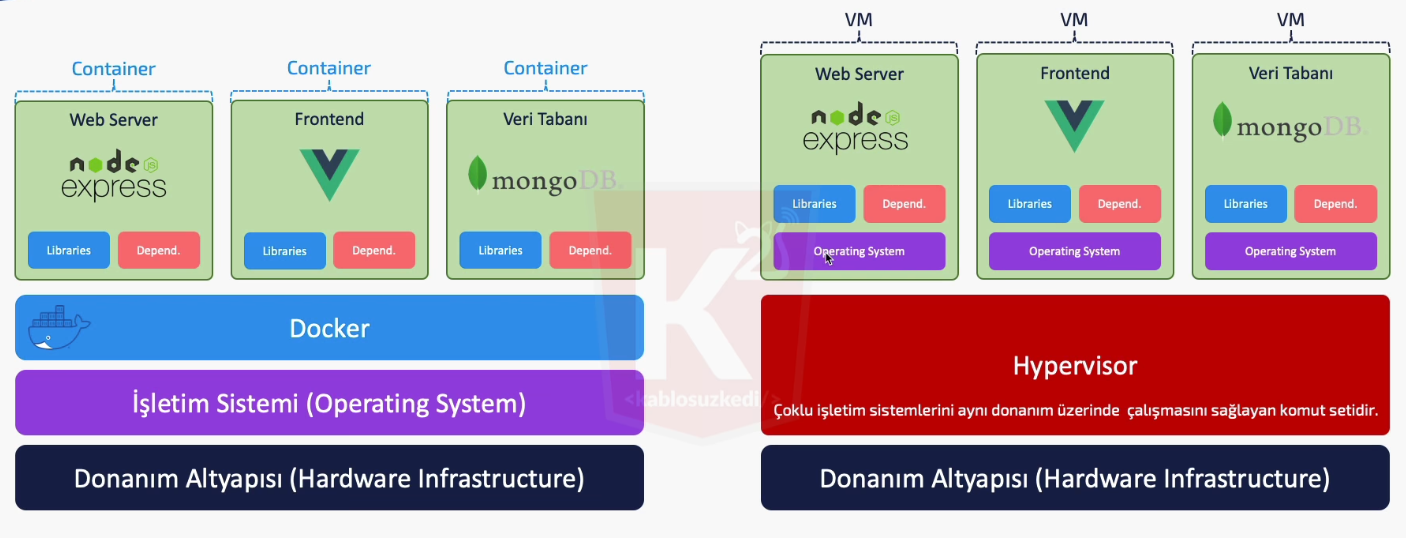 Container
Container
Container
Web Server
node JS
express
Libraries
Depend.
Frontend
Libraries
Depend.
Veri Tabanı
mongoDB.
Libraries
Depend.
Docker
İşletim Sistemi (Operating System)
Donanım Altyapısı (Hardware Infrastructure)
VM
VM
VM
Web Server
node JS
express
Libraries
Depend.
Operating System
Frontend
Libraries
Depend.
Operating System
Veri Tabanı
mongoDB.
Libraries
Depend.
Operating System
Hypervisor
Çoklu işletim sistemlerini aynı donanım üzerinde çalışmasını sağlayan komut setidir.
Donanım Altyapısı (Hardware Infrastructure)
K2
<kablosuzkedi/>